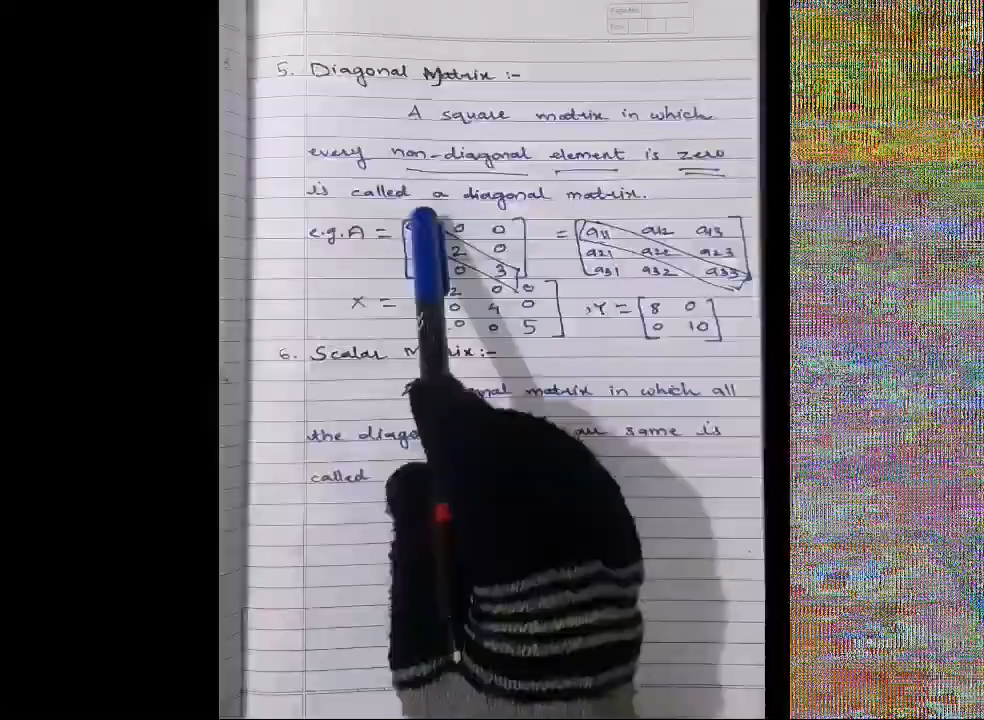 5. Diagonal Matrix :-
A square matrix in which
every non-diagonal element is zero
is called a diagonal matrix.
e.g. A = [ 0 0 = [ a11 a12 a13
2 0 a21 a22 a23
0 3 ] a31 a32 a33 ]
X = 2 0 0
0 4 0
0 0 5 ] , Y = [ 8 0
0 10 ]
6. Scalar Matrix :-
matrix in which all
the same is
called